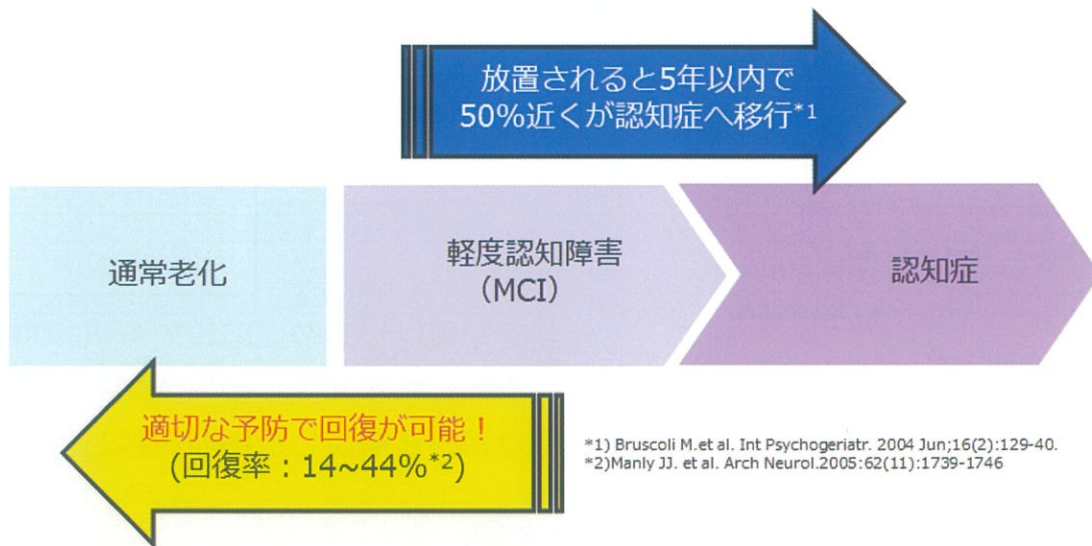 放置されると5年以内で
50%近くが認知症へ移行*1
通常老化
軽度認知障害
（MCI）
認知症
適切な予防で回復が可能！
(回復率：14~44%*2)
*1) Bruscoli M.et al. Int Psychogeriatr. 2004 Jun;16(2):129-40.
*2)Manly JJ. et al. Arch Neurol.2005:62(11):1739-1746